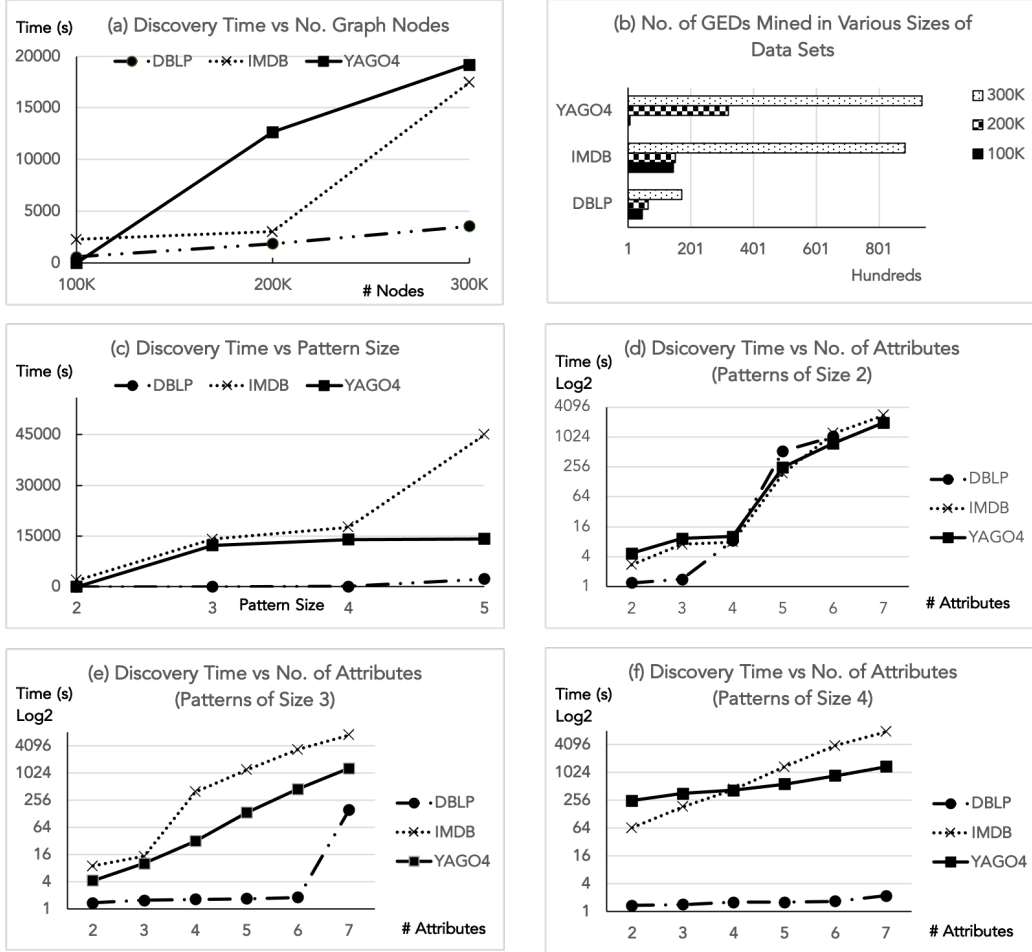 (a) Discovery Time vs No. Graph Nodes
Time (s)
DBLP IMDB YAGO4
20000
15000
10000
5000
0
100K 200K 300K
# Nodes
(b) No. of GEDs Mined in Various Sizes of
Data Sets
YAGO4
IMDB
DBLP
300K
200K
100K
1 201 401 601 801
Hundreds
(c) Discovery Time vs Pattern Size
Time (s)
DBLP IMDB YAGO4
45000
30000
15000
0
2 3 4 5
Pattern Size
(d) Dsicovery Time vs No. of Attributes
(Patterns of Size 2)
Time (s)
Log2
4096
1024
256
64
16
4
1
2 3 4 5 6 7
# Attributes
DBLP
IMDB
YAGO4
(e) Discovery Time vs No. of Attributes
(Patterns of Size 3)
Time (s)
Log2
4096
1024
256
64
16
4
1
2 3 4 5 6 7
# Attributes
DBLP
IMDB
YAGO4
(f) Discovery Time vs No. of Attributes
(Patterns of Size 4)
Time (s)
Log2
4096
1024
256
64
16
4
1
2 3 4 5 6 7
# Attributes
DBLP
IMDB
YAGO4